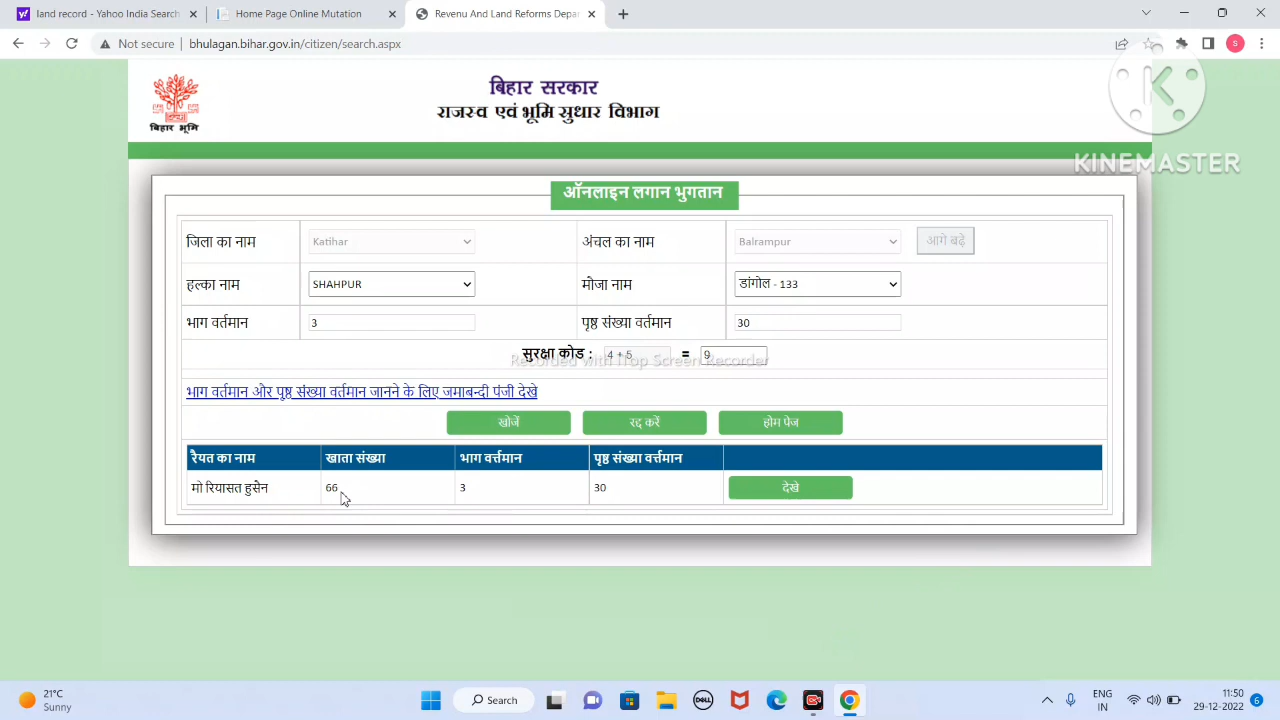 land record - Yahoo India Search
Home Page Online Mutation
Revenu And Land Reforms Depar
Not secure
bhulagan.bihar.gov.in/citizen/search.aspx
S
बिहार सरकार
राजस्व एवं भूमि सुधार विभाग
बिहार भूमि
KINEMASTER
ऑनलाइन लगान भुगतान
जिला का नाम Katihar अंचल का नाम Balrampur आगे बढ़े
हल्का नाम SHAHPUR मौजा नाम डांगोल - 133
भाग वर्तमान 3 पृष्ठ संख्या वर्तमान 30
सुरक्षा कोड : 4 + 5 = 9
Recorded with iTop Screen Recorder
भाग वर्तमान और पृष्ठ संख्या वर्तमान जानने के लिए जमाबन्दी पंजी देखे
खोजें रद्द करें होम पेज
रैयत का नाम खाता संख्या भाग वर्त्तमान पृष्ठ संख्या वर्त्तमान
मो रियासत हुसैन 66 3 30 देखे
21°C
Sunny
Search
DELL
ENG
IN
11:50
29-12-2022
6